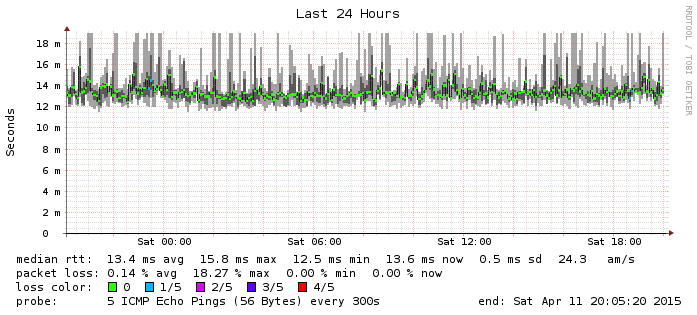 Last 24 Hours
RRDTOOL / TOBI OETIKER
Seconds
18 m
16 m
14 m
12 m
10 m
8 m
6 m
4 m
2 m
0
Sat 00:00 Sat 06:00 Sat 12:00 Sat 18:00
median rtt: 13.4 ms avg 15.8 ms max 12.5 ms min 13.6 ms now 0.5 ms sd 24.3 am/s
packet loss: 0.14 % avg 18.27 % max 0.00 % min 0.00 % now
loss color: 0 1/5 2/5 3/5 4/5
probe: 5 ICMP Echo Pings (56 Bytes) every 300s end: Sat Apr 11 20:05:20 2015